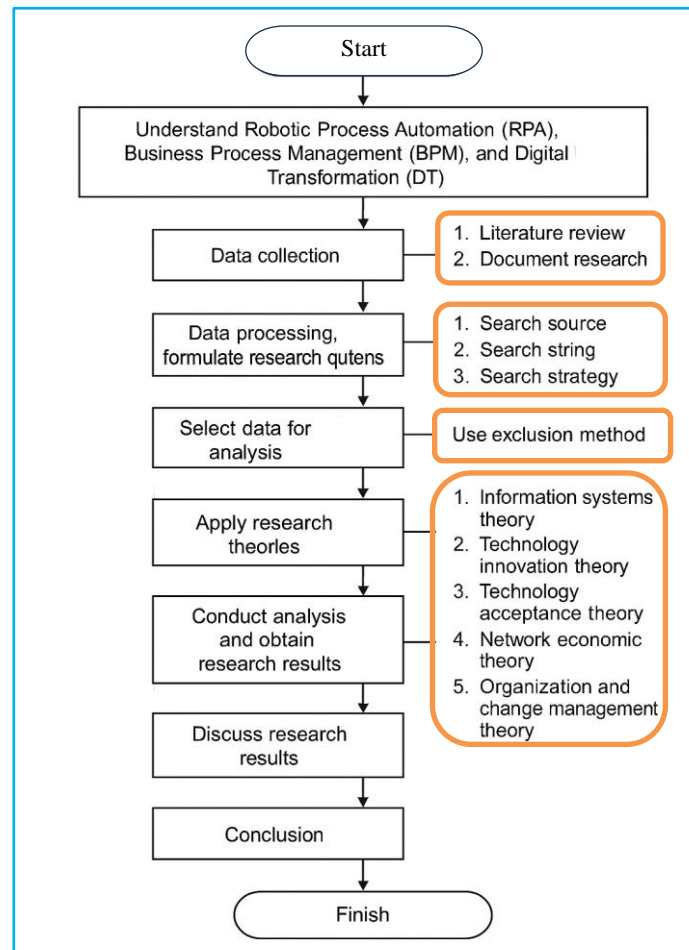 Start
Understand Robotic Process Automation (RPA),
Business Process Management (BPM), and Digital
Transformation (DT)
Data collection
1. Literature review
2. Document research
Data processing,
formulate research qutens
1. Search source
2. Search string
3. Search strategy
Select data for
analysis
Use exclusion method
Apply research
theorles
1. Information systems
theory
2. Technology
innovation theory
3. Technology
acceptance theory
4. Network economic
theory
5. Organization and
change management
theory
Conduct analysis
and obtain
research results
Discuss research
results
Conclusion
Finish